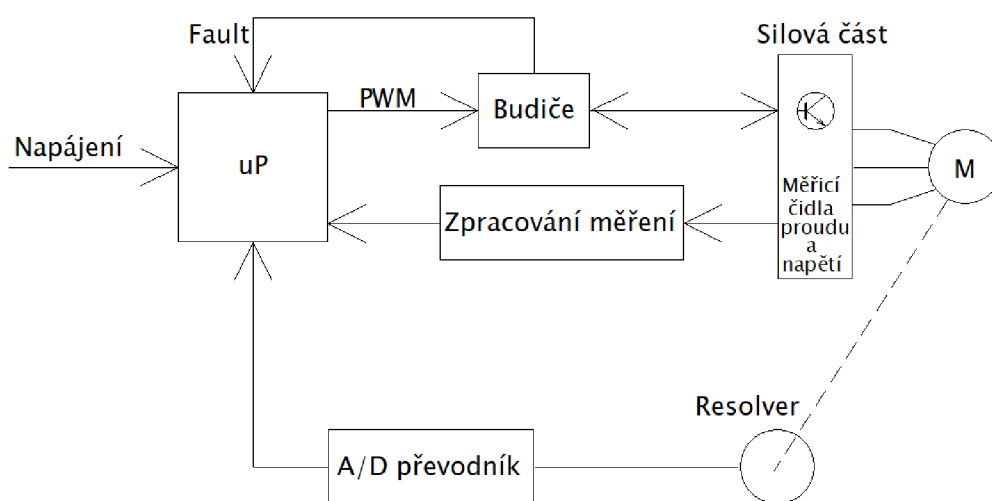 Fault
Silová část
PWM
Budiče
Napájení
uP
M
Měřicí
čidla
proudu
a
napětí
Zpracování měření
Resolver
A/D převodník